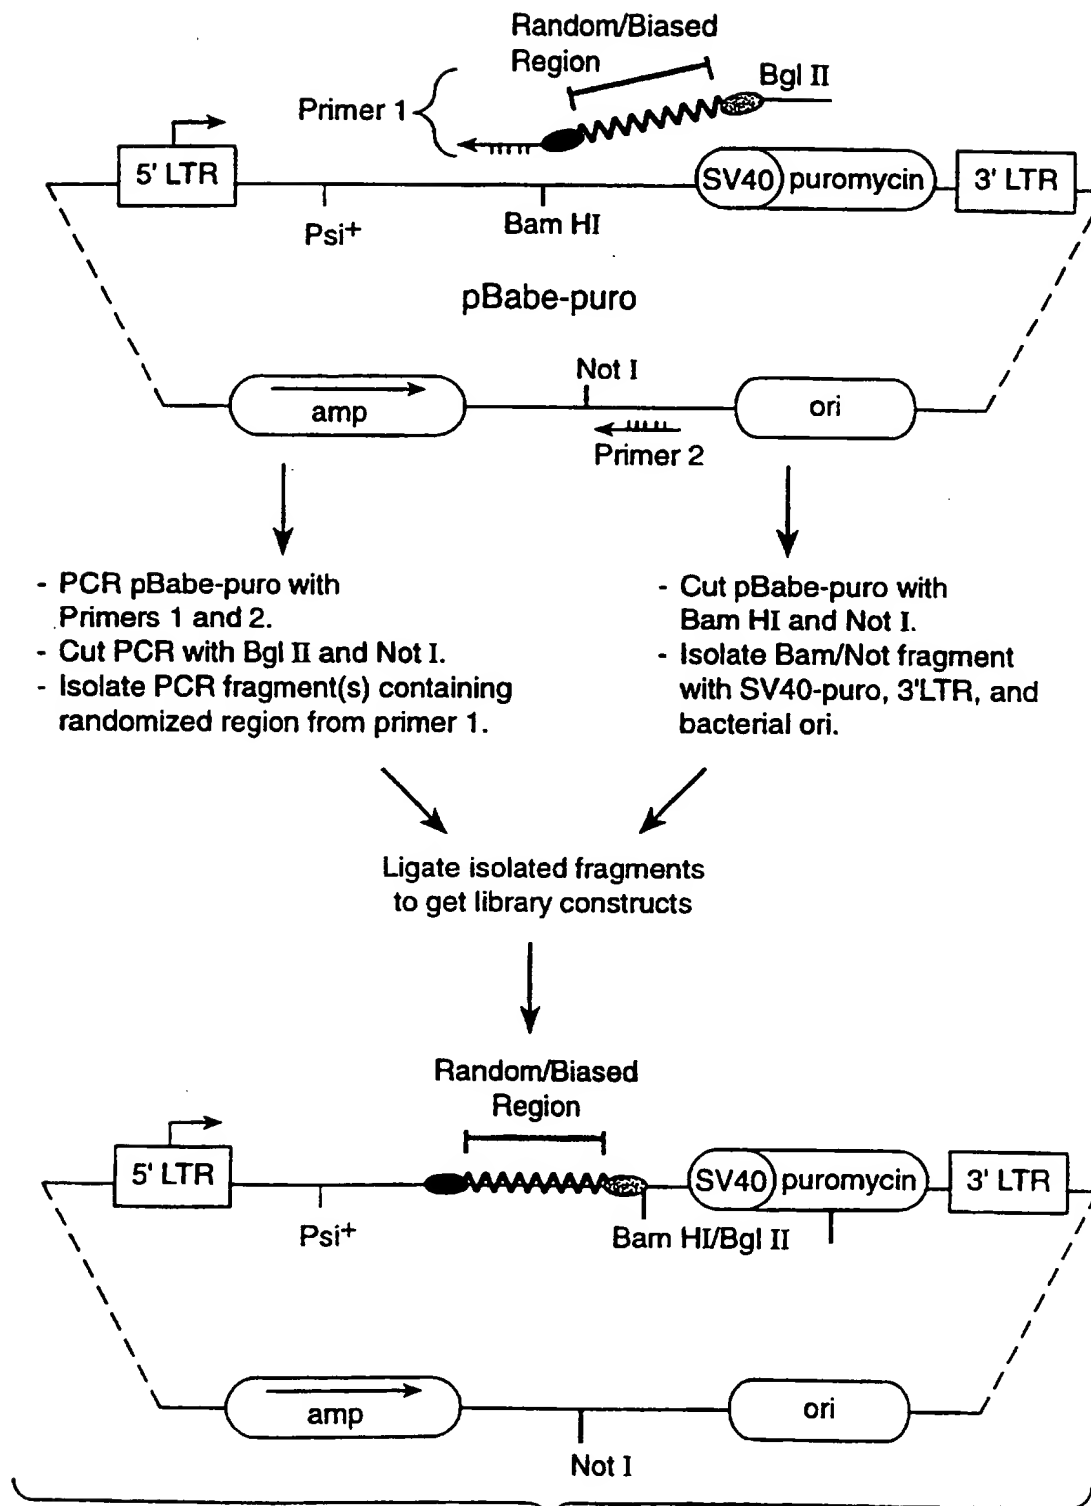 Random/Biased
Region
Bgl II
Primer 1
5' LTR
SV40
puromycin
3' LTR
Psi+
Bam HI
pBabe-puro
Not I
amp
ori
Primer 2
- PCR pBabe-puro with
Primers 1 and 2.
- Cut PCR with Bgl II and Not I.
- Isolate PCR fragment(s) containing
randomized region from primer 1.
- Cut pBabe-puro with
Bam HI and Not I.
- Isolate Bam/Not fragment
with SV40-puro, 3'LTR, and
bacterial ori.
Ligate isolated fragments
to get library constructs
Random/Biased
Region
5' LTR
SV40
puromycin
3' LTR
Psi+
Bam HI/Bgl II
amp
ori
Not I